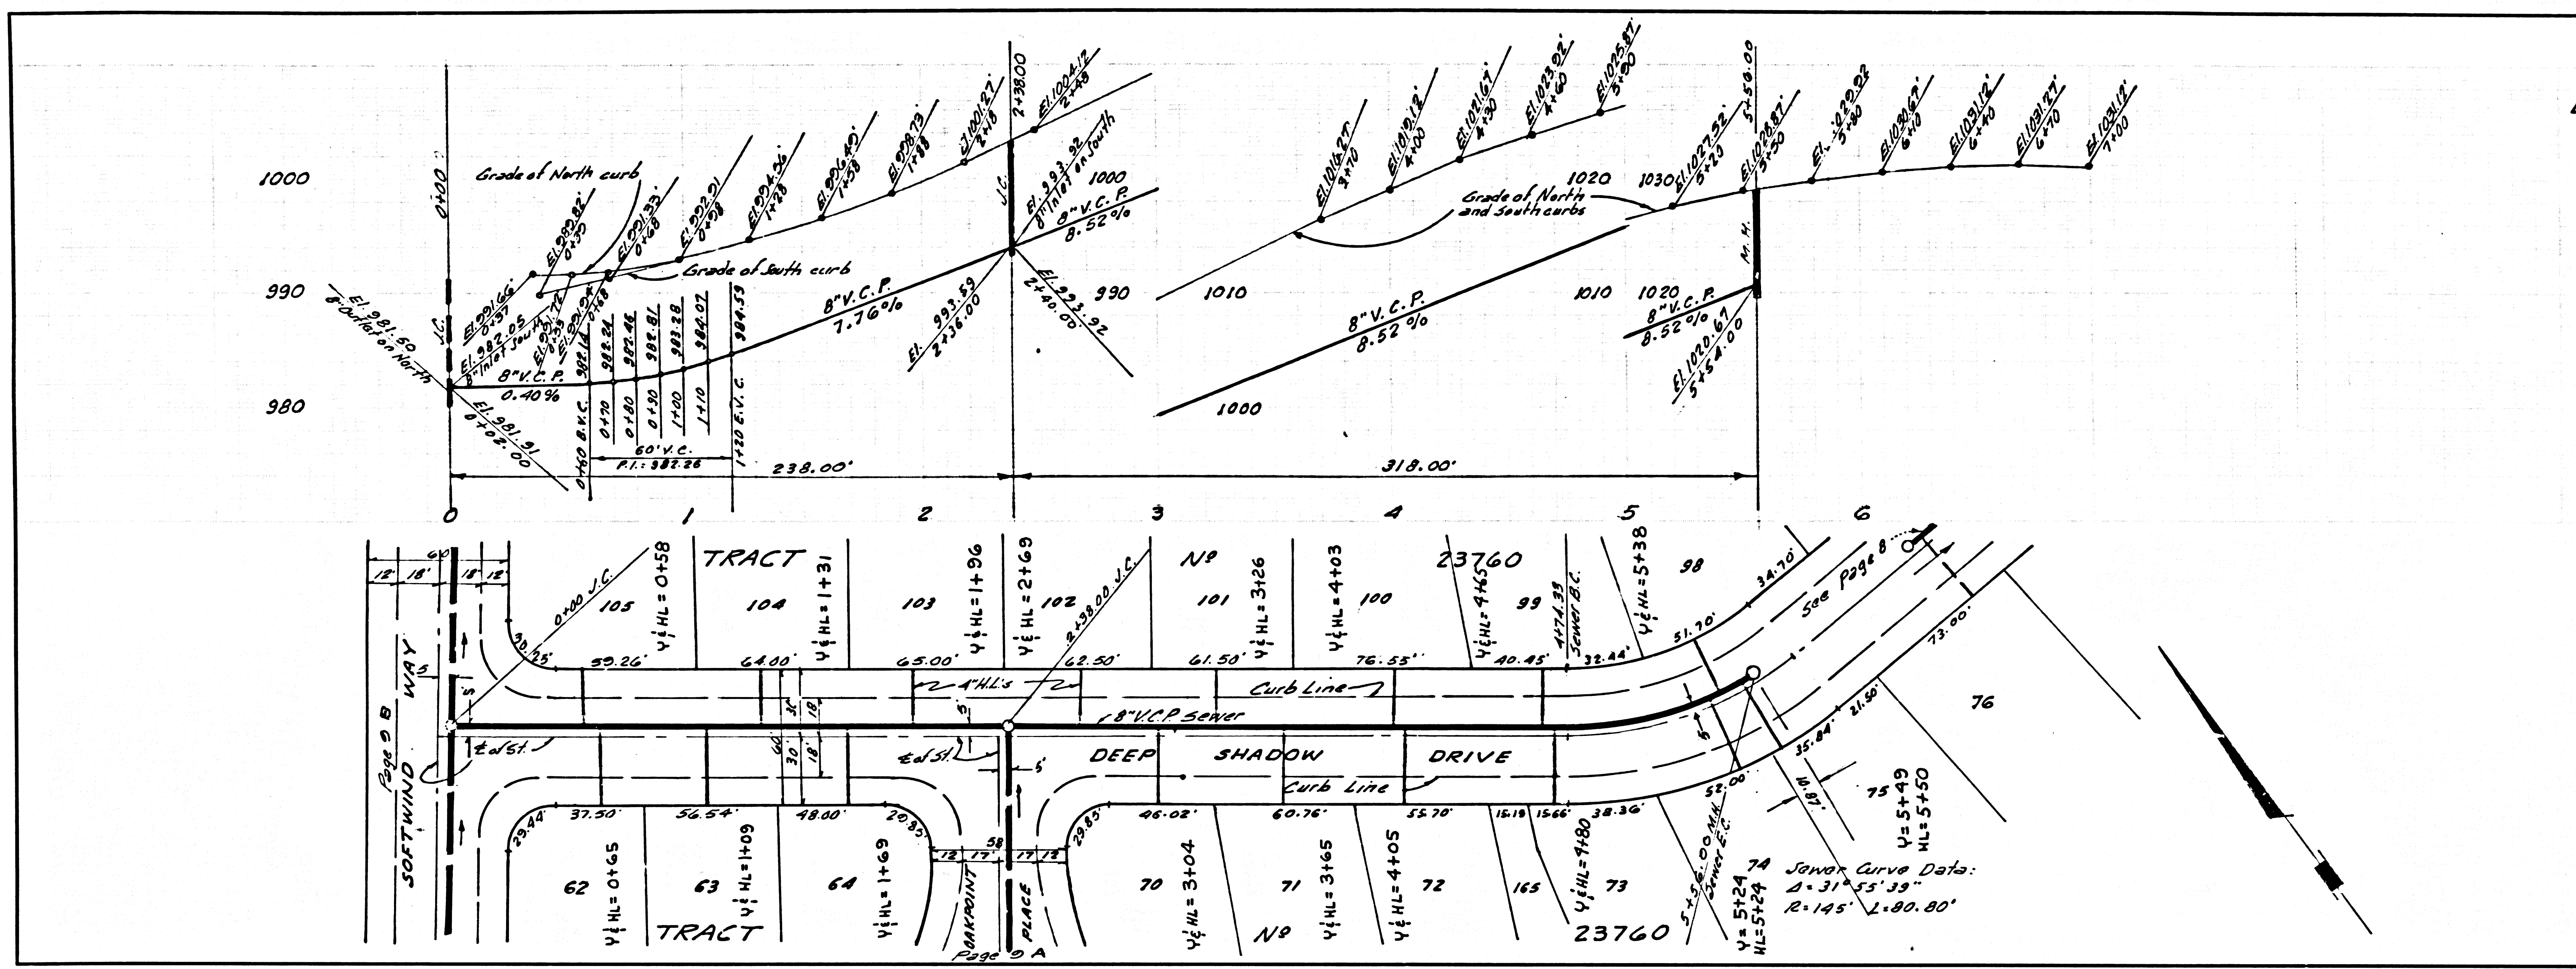 1000
990
980
0+00
J.C.
Grade of North curb
El. 989.82'
0+39
El. 991.33'
0+68
El. 992.91
0+98
El. 994.56'
1+28
El. 996.49'
1+58
El. 998.73'
1+88
1001.27'
2+18
2+38.00
El. 1004.12
2+48
J.C.
El. 993.92
8" Inlet on South
1000
8" V.C.P.
8.52%
El. 991.66'
0+37
El. 982.05
8" Inlet South
El. 981.50
8" Outlet on North
Grade of South curb
8" V.C.P.
0.40%
El. 981.91
0+02.00
982.14
982.24
982.46
982.81
983.28
984.07
984.59
0+60 B.V.C.
0+70
0+80
0+90
1+00
1+10
1+20 E.V.C.
60' V.C.
P.I. = 982.26
8" V.C.P.
7.76%
El. 993.59
2+36.00
El. 993.92
2+40.00
990
238.00'
318.00'
1010
1000
El. 1016.27'
3+70
El. 1019.12'
4+00
El. 1021.67'
4+30
El. 1023.92'
4+60
El. 1025.87'
5+90
8" V.C.P.
8.52%
Grade of North
and South curbs
1020
1030
1010
1020
El. 1027.52'
5+20
El. 1028.87'
5+50
5+56.00
M.H.
8" V.C.P.
8.52%
El. 1020.67
5+54.00
1029.92
5+80
El. 1030.67'
6+10
El. 1031.12'
6+40
El. 1031.27'
6+70
El. 1031.12'
7+00
0 1 2 3 4 5 6
60'
12' 18' 18' 12'
TRACT Nº 23760
0+00 J.C.
105
Y & HL = 0+58
104
Y & HL = 1+31
103
Y & HL = 1+96
Y & HL = 2+69
102
2+38.00 J.C.
101
Y & HL = 3+26
Y & HL = 4+03
100
Y & HL = 4+65
99
4+74.39
Sewer B.C.
Y & HL = 5+38
98
See Page 8
30.25'
59.26'
64.00'
65.00'
62.50'
61.50'
76.55'
40.45'
32.44'
51.70'
34.70'
73.00'
4" H.L's
Curb Line
8" V.C.P. Sewer
5'
5'
30' 18'
60' 30' 18'
5'
5'
5'
Page 9 B
SOFTWIND WAY
℄ of St.
℄ of St.
DEEP SHADOW DRIVE
Curb Line
29.44'
37.50'
56.54'
48.00'
29.85'
58
12 17' 17 12'
29.83'
46.02'
60.76'
55.70'
15.19
15.66'
38.36'
52.00'
35.84'
21.50'
10.87'
76
62
Y & HL = 0+65
63
Y & HL = 1+09
64
Y & HL = 1+69
OAKPOINT PLACE
Page 9 A
70
Y & HL = 3+04
71
Y & HL = 3+65
Y & HL = 4+05
72
165
Y & HL = 4+80
73
5+56.00 M.H.
Sewer E.C.
74
Y = 5+24
HL = 5+24
75
Y = 5+49
HL = 5+50
Sewer Curve Data:
Δ = 31° 55' 39"
R = 145' L = 80.80'
TRACT Nº 23760